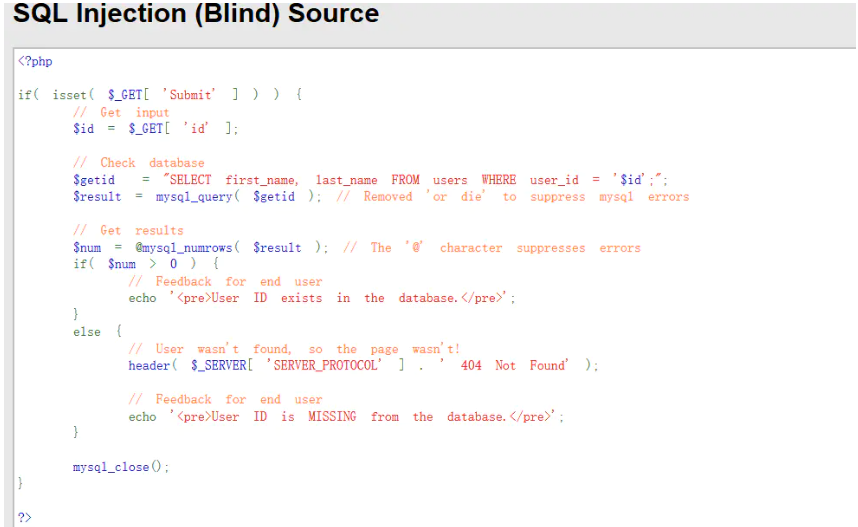 SQL Injection (Blind) Source
<?php
if( isset( $_GET[ 'Submit' ] ) ) {
// Get input
$id = $_GET[ 'id' ];
// Check database
$getid = "SELECT first_name, last_name FROM users WHERE user_id = '$id';";
$result = mysql_query( $getid ); // Removed 'or die' to suppress mysql errors
// Get results
$num = @mysql_numrows( $result ); // The '@' character suppresses errors
if( $num > 0 ) {
// Feedback for end user
echo '<pre>User ID exists in the database.</pre>';
}
else {
// User wasn't found, so the page wasn't!
header( $_SERVER[ 'SERVER_PROTOCOL' ] . ' 404 Not Found' );
// Feedback for end user
echo '<pre>User ID is MISSING from the database.</pre>';
}
mysql_close();
}
?>